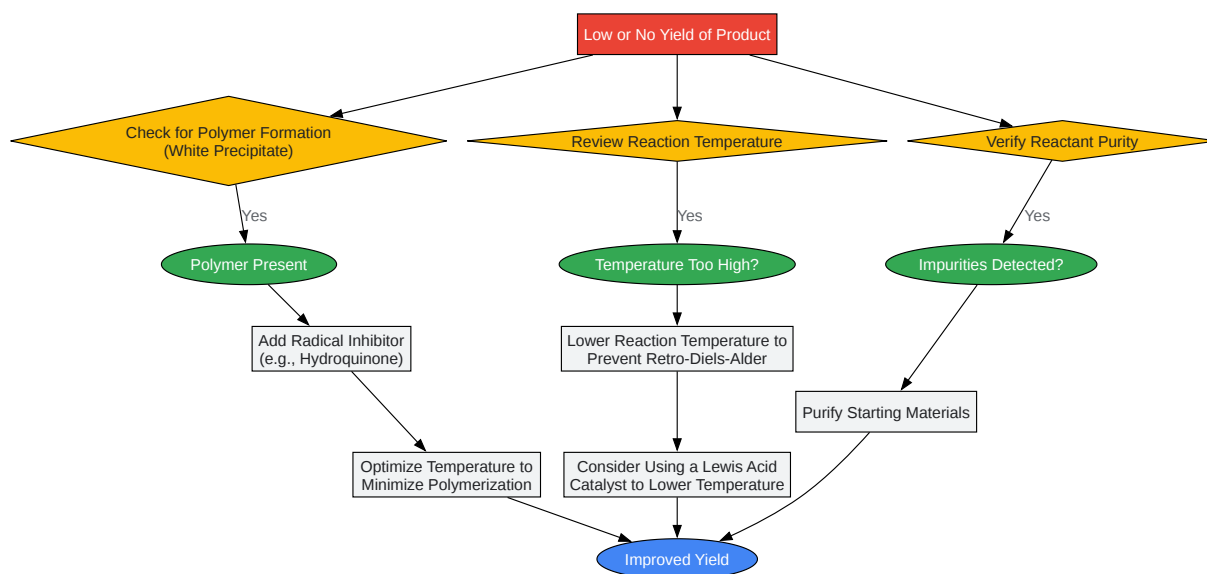 Low or No Yield of Product
Check for Polymer Formation
(White Precipitate)
Review Reaction Temperature
Verify Reactant Purity
Yes
Yes
Yes
Polymer Present
Temperature Too High?
Impurities Detected?
Add Radical Inhibitor
(e.g., Hydroquinone)
Lower Reaction Temperature to
Prevent Retro-Diels-Alder
Purify Starting Materials
Optimize Temperature to
Minimize Polymerization
Consider Using a Lewis Acid
Catalyst to Lower Temperature
Improved Yield